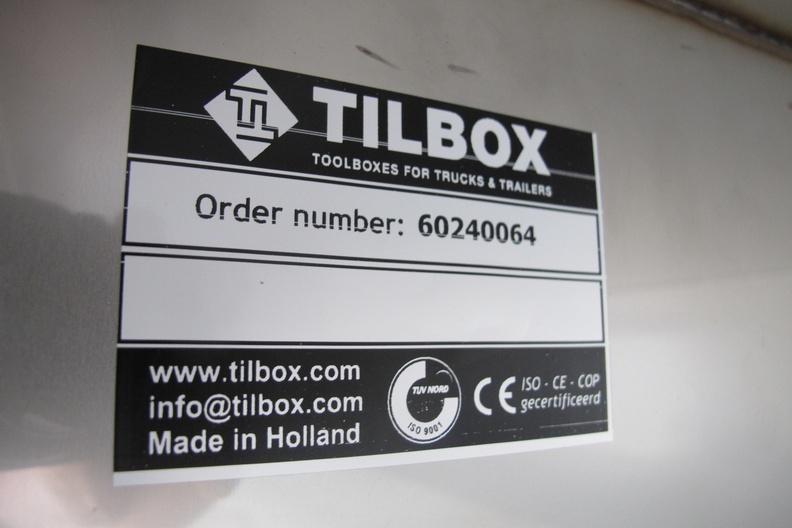 TILBOX
TOOLBOXES FOR TRUCKS & TRAILERS
Order number: 60240064
www.tilbox.com
info@tilbox.com
Made in Holland
TUV NORD
ISO 9001
CE
ISO - CE - COP
gecertificeerd